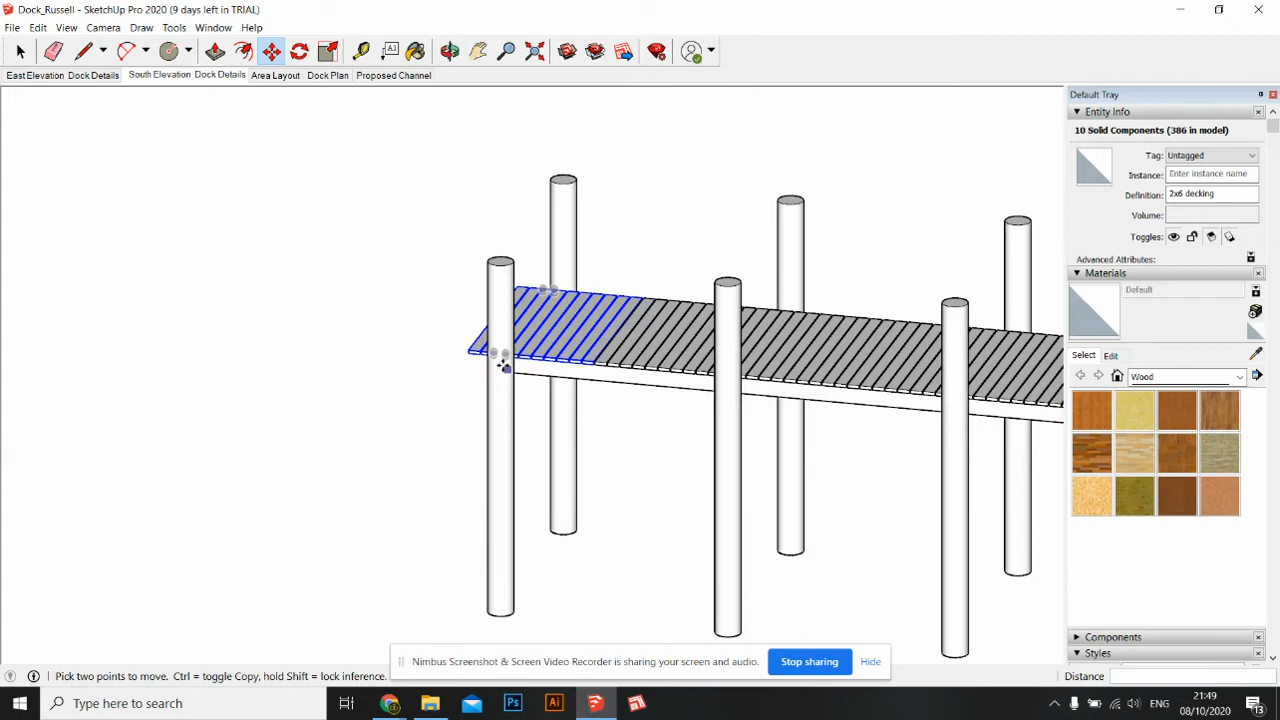 Dock_Russell - SketchUp Pro 2020 (9 days left in TRIAL)
File Edit View Camera Draw Tools Window Help
East Elevation Dock Details South Elevation Dock Details Area Layout Dock Plan Proposed Channel
Default Tray
Entity Info
10 Solid Components (386 in model)
Tag: Untagged
Instance: Enter instance name
Definition: 2x6 decking
Volume:
Toggles:
Advanced Attributes:
Materials
Default
Select Edit
Wood
Components
Styles
Nimbus Screenshot & Screen Video Recorder is sharing your screen and audio. Stop sharing Hide
Pick two points to move. Ctrl = toggle Copy, hold Shift = lock inference.
Distance
Type here to search
Ps
Ai
21:49
08/10/2020
13